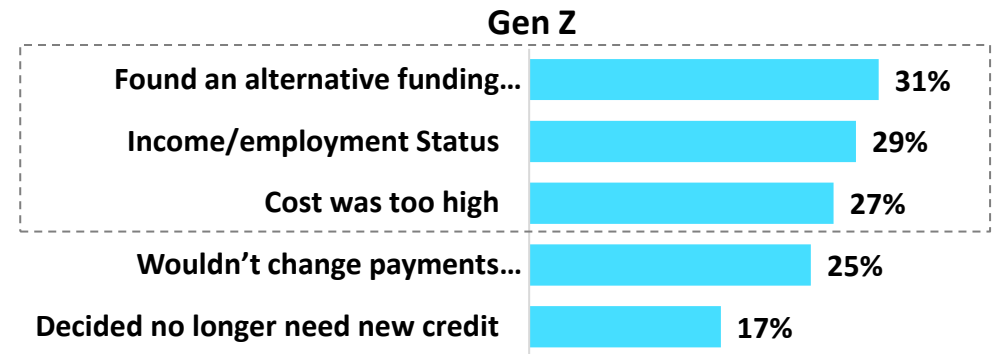 Gen Z
Found an alternative funding… 31%
Income/employment Status 29%
Cost was too high 27%
Wouldn’t change payments… 25%
Decided no longer need new credit 17%